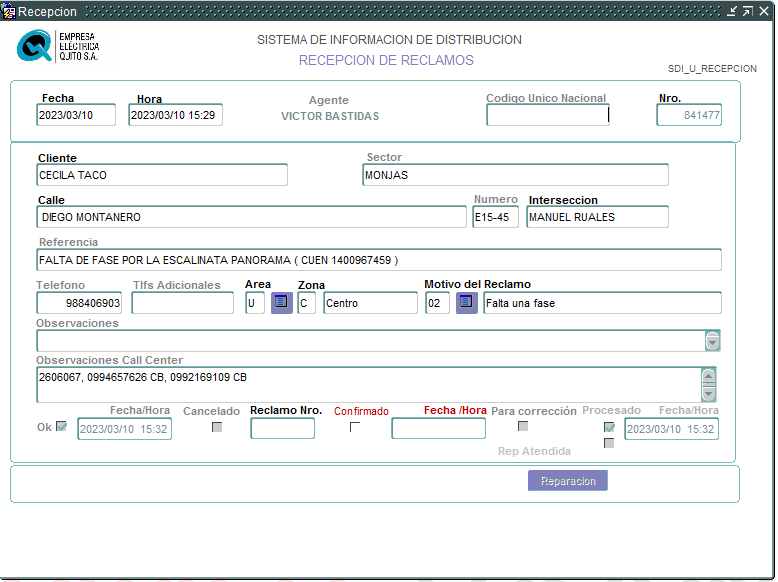 Recepcion
EMPRESA
ELECTRICA
QUITO S.A.
SISTEMA DE INFORMACION DE DISTRIBUCION
RECEPCION DE RECLAMOS
SDI_U_RECEPCION
Fecha Hora Agente Codigo Unico Nacional Nro.
2023/03/10 2023/03/10 15:29 VICTOR BASTIDAS 841477
Cliente Sector
CECILA TACO MONJAS
Calle Numero Interseccion
DIEGO MONTANERO E15-45 MANUEL RUALES
Referencia
FALTA DE FASE POR LA ESCALINATA PANORAMA ( CUEN 1400967459 )
Telefono Tlfs Adicionales Area Zona Motivo del Reclamo
988406903 U C Centro 02 Falta una fase
Observaciones
Observaciones Call Center
2606067, 0994657626 CB, 0992169109 CB
Fecha/Hora Cancelado Reclamo Nro. Confirmado Fecha /Hora Para corrección Procesado Fecha/Hora
Ok 2023/03/10 15:32 2023/03/10 15:32
Rep Atendida
Reparacion